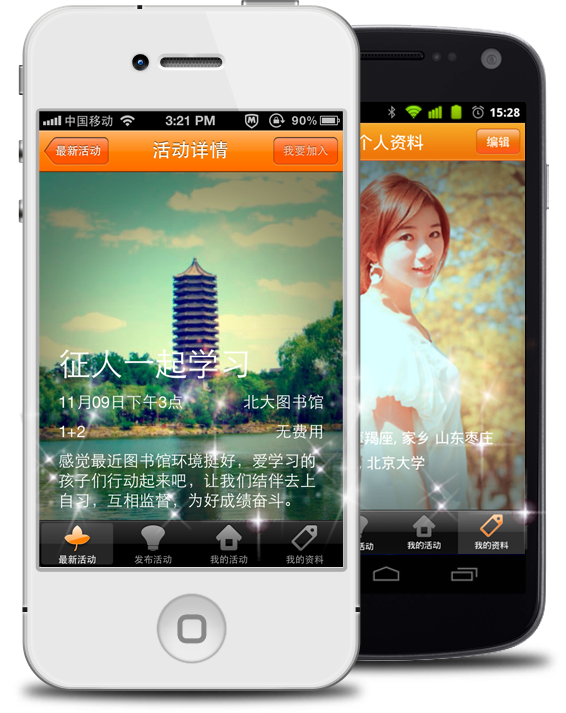 中国移动 3:21 PM 90%
最新活动 活动详情 我要加入
征人一起学习
11月09日下午3点 北大图书馆
1+2 无费用
感觉最近图书馆环境挺好，爱学习的
孩子们行动起来吧，让我们结伴去上
自习，互相监督，为好成绩奋斗。
最新活动 发布活动 我的活动 我的资料
15:28
个人资料 编辑
羯座, 家乡 山东枣庄
, 北京大学
活动 我的活动 我的资料